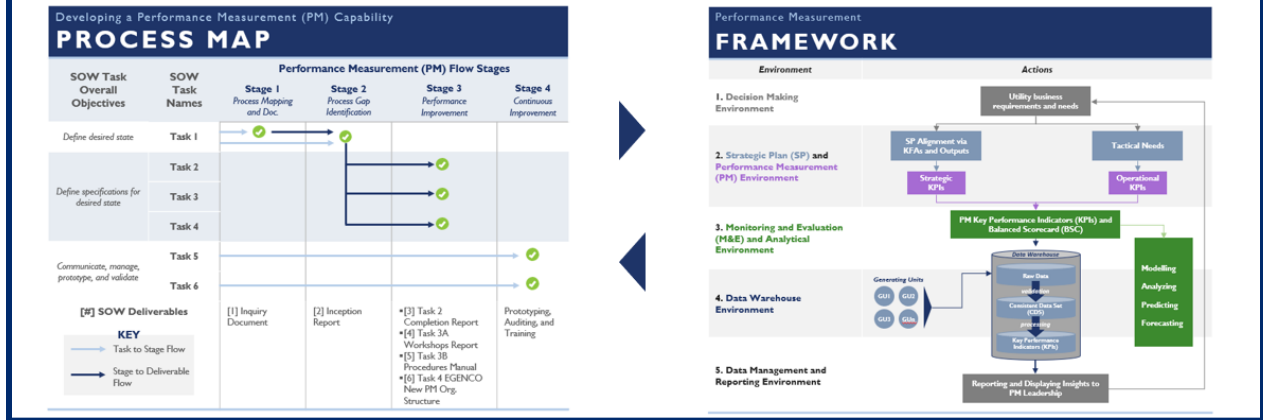 Developing a Performance Measurement (PM) Capability
PROCESS MAP
SOW Task
Overall
Objectives
SOW
Task
Names
Performance Measurement (PM) Flow Stages
Stage 1
Process Mapping
and Doc.
Stage 2
Process Gap
Identification
Stage 3
Performance
Improvement
Stage 4
Continuous
Improvement
Define desired state
Task 1
Task 2
Define specifications for
desired state
Task 3
Task 4
Task 5
Communicate, manage,
prototype, and validate
Task 6
[#] SOW Deliverables
[1] Inquiry
Document
[2] Inception
Report
•[3] Task 2
Completion Report
•[4] Task 3A
Workshops Report
•[5] Task 3B
Procedures Manual
•[6] Task 4 EGENCO
New PM Org.
Structure
Prototyping,
Auditing, and
Training
KEY
Task to Stage Flow
Stage to Deliverable
Flow
Performance Measurement
FRAMEWORK
Environment
Actions
1. Decision Making
Environment
Utility business
requirements and needs
2. Strategic Plan (SP) and
Performance Measurement
(PM) Environment
SP Alignment via
KFAs and Outputs
Tactical Needs
Strategic
KPIs
Operational
KPIs
3. Monitoring and Evaluation
(M&E) and Analytical
Environment
PM Key Performance Indicators (KPIs) and
Balanced Scorecard (BSC)
Modelling
Analyzing
Predicting
Forecasting
4. Data Warehouse
Environment
Generating Units
GU1
GU2
GU3
GUn
Data Warehouse
Raw Data
validation
Consistent Data Set
(CDS)
processing
Key Performance
Indicators (KPIs)
5. Data Management and
Reporting Environment
Reporting and Displaying Insights to
PM Leadership